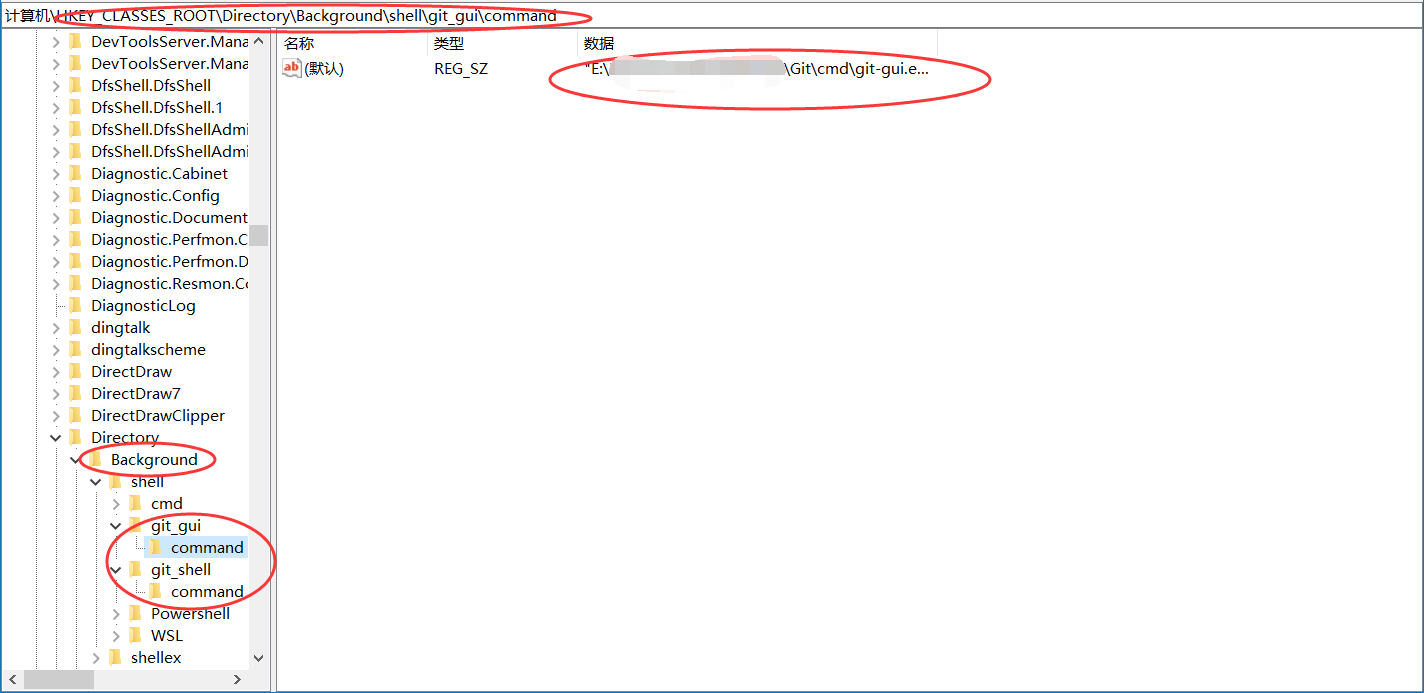 计算机\HKEY_CLASSES_ROOT\Directory\Background\shell\git_gui\command
DevToolsServer.Mana
DevToolsServer.Mana
DfsShell.DfsShell
DfsShell.DfsShell.1
DfsShell.DfsShellAdmi
DfsShell.DfsShellAdmi
Diagnostic.Cabinet
Diagnostic.Config
Diagnostic.Document
Diagnostic.Perfmon.C
Diagnostic.Perfmon.D
Diagnostic.Resmon.Co
DiagnosticLog
dingtalk
dingtalkscheme
DirectDraw
DirectDraw7
DirectDrawClipper
Directory
Background
shell
cmd
git_gui
command
git_shell
command
Powershell
WSL
shellex
名称 类型 数据
ab (默认) REG_SZ "E:\ \Git\cmd\git-gui.e...